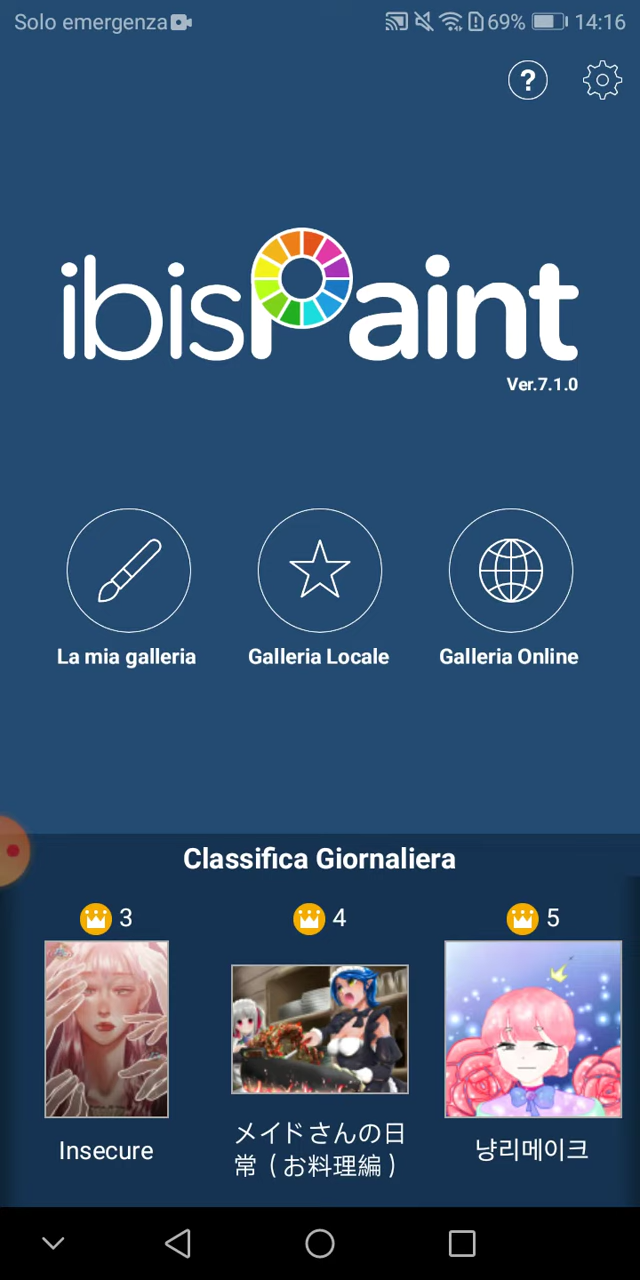 Solo emergenza
69%
14:16
?
ibisPaint
Ver.7.1.0
La mia galleria
Galleria Locale
Galleria Online
Classifica Giornaliera
3
4
5
Insecure
メイドさんの日
常(お料理編)
냥리메이크